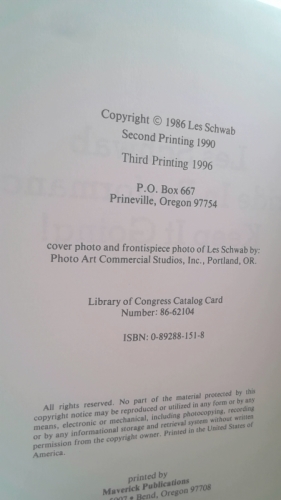 Copyright © 1986 Les Schwab
Second Printing 1990
Third Printing 1996
P.O. Box 667
Prineville, Oregon 97754
cover photo and frontispiece photo of Les Schwab by:
Photo Art Commercial Studios, Inc., Portland, OR.
Library of Congress Catalog Card
Number: 86-62104
ISBN: 0-89288-151-8
All rights reserved. No part of the material protected by this
copyright notice may be reproduced or utilized in any form or by any
means, electronic or mechanical, including photocopying, recording
or by any informational storage and retrieval system without written
permission from the copyright owner. Printed in the United States of
America.
printed by
Maverick Publications
Bend, Oregon 97708